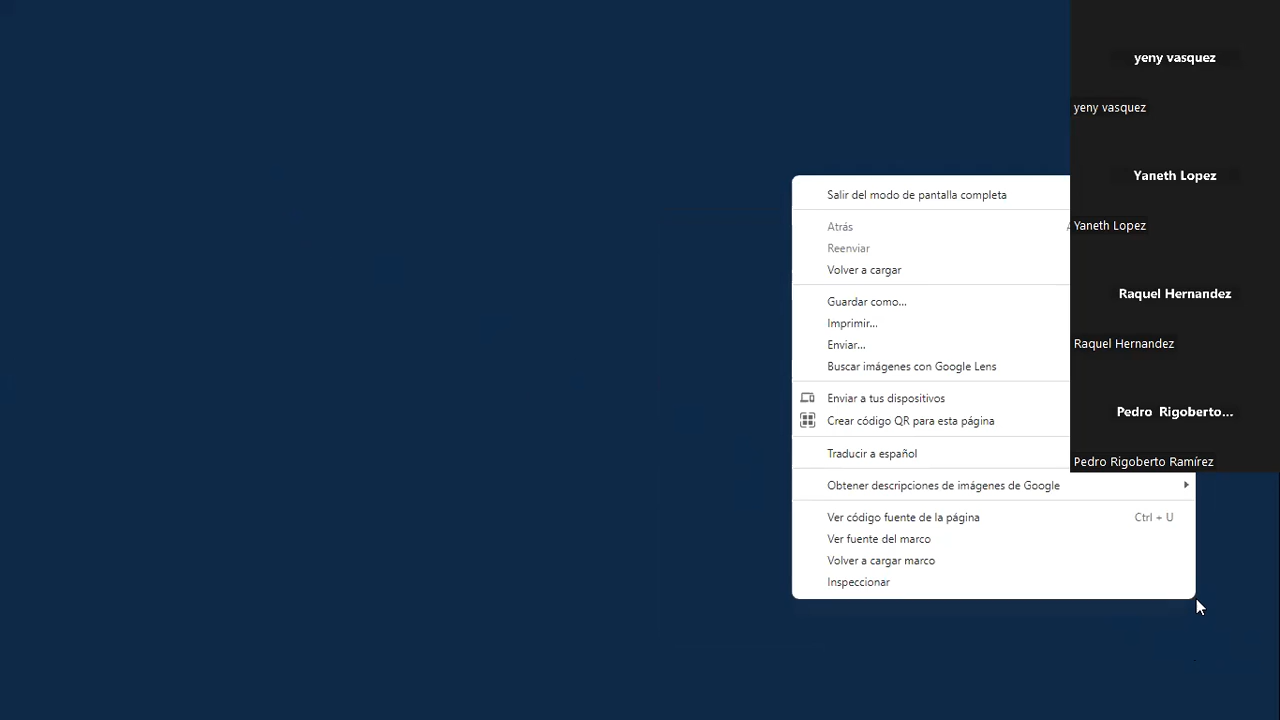 yeny vasquez
yeny vasquez
Yaneth Lopez
Yaneth Lopez
Raquel Hernandez
Raquel Hernandez
Pedro Rigoberto...
Pedro Rigoberto Ramírez
Salir del modo de pantalla completa
Atrás
Reenviar
Volver a cargar
Guardar como...
Imprimir...
Enviar...
Buscar imágenes con Google Lens
Enviar a tus dispositivos
Crear código QR para esta página
Traducir a español
Obtener descripciones de imágenes de Google
Ver código fuente de la página Ctrl + U
Ver fuente del marco
Volver a cargar marco
Inspeccionar